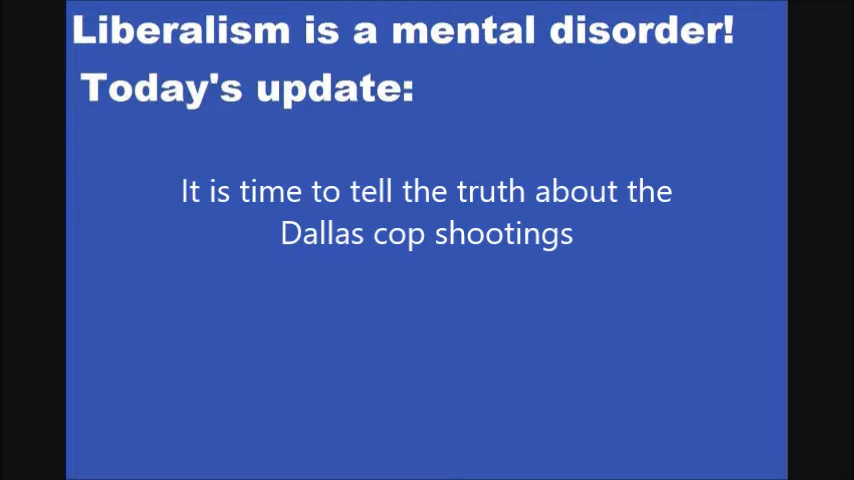 Liberalism is a mental disorder!
Today's update:
It is time to tell the truth about the
Dallas cop shootings